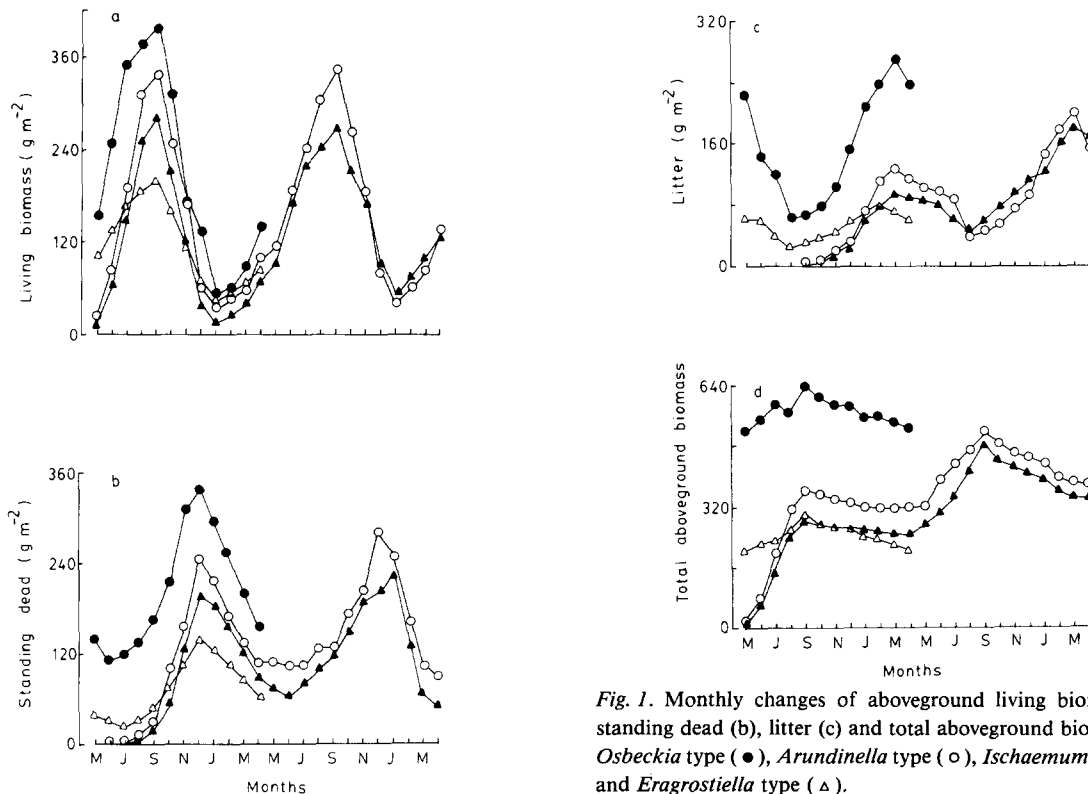 a
360
240
120
0
Living biomass (g m⁻²)
b
360
240
120
0
Standing dead (g m⁻²)
M J S N J M M J S N J M
Months
c
320
160
0
Litter (g m⁻²)
d
640
320
0
Total aboveground biomass
M J S N J M M J S N J M
Months
Fig. 1. Monthly changes of aboveground living bio
standing dead (b), litter (c) and total aboveground bio
Osbeckia type (●), Arundinella type (○), Ischaemum
and Eragrostiella type (△).